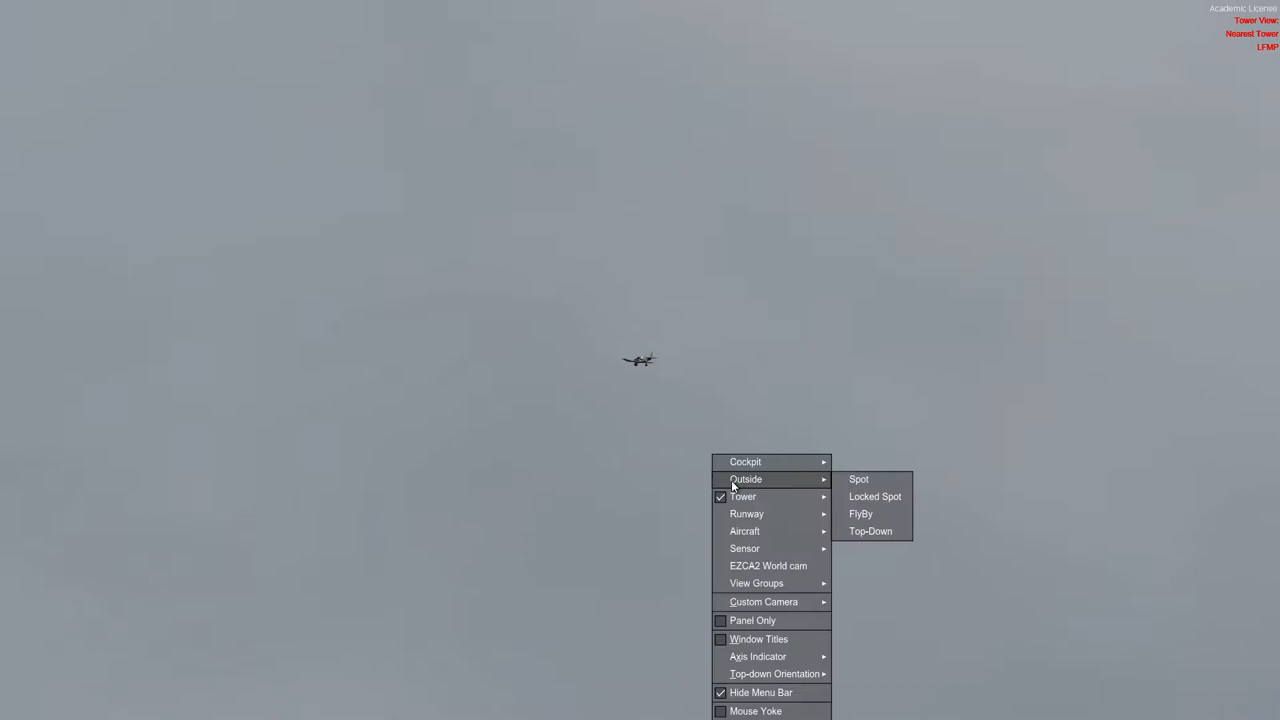 Academic License
Tower View:
Nearest Tower
LFMP
Cockpit
Outside
Tower
Runway
Aircraft
Sensor
EZCA2 World cam
View Groups
Custom Camera
Panel Only
Window Titles
Axis Indicator
Top-down Orientation
Hide Menu Bar
Mouse Yoke
Spot
Locked Spot
FlyBy
Top-Down